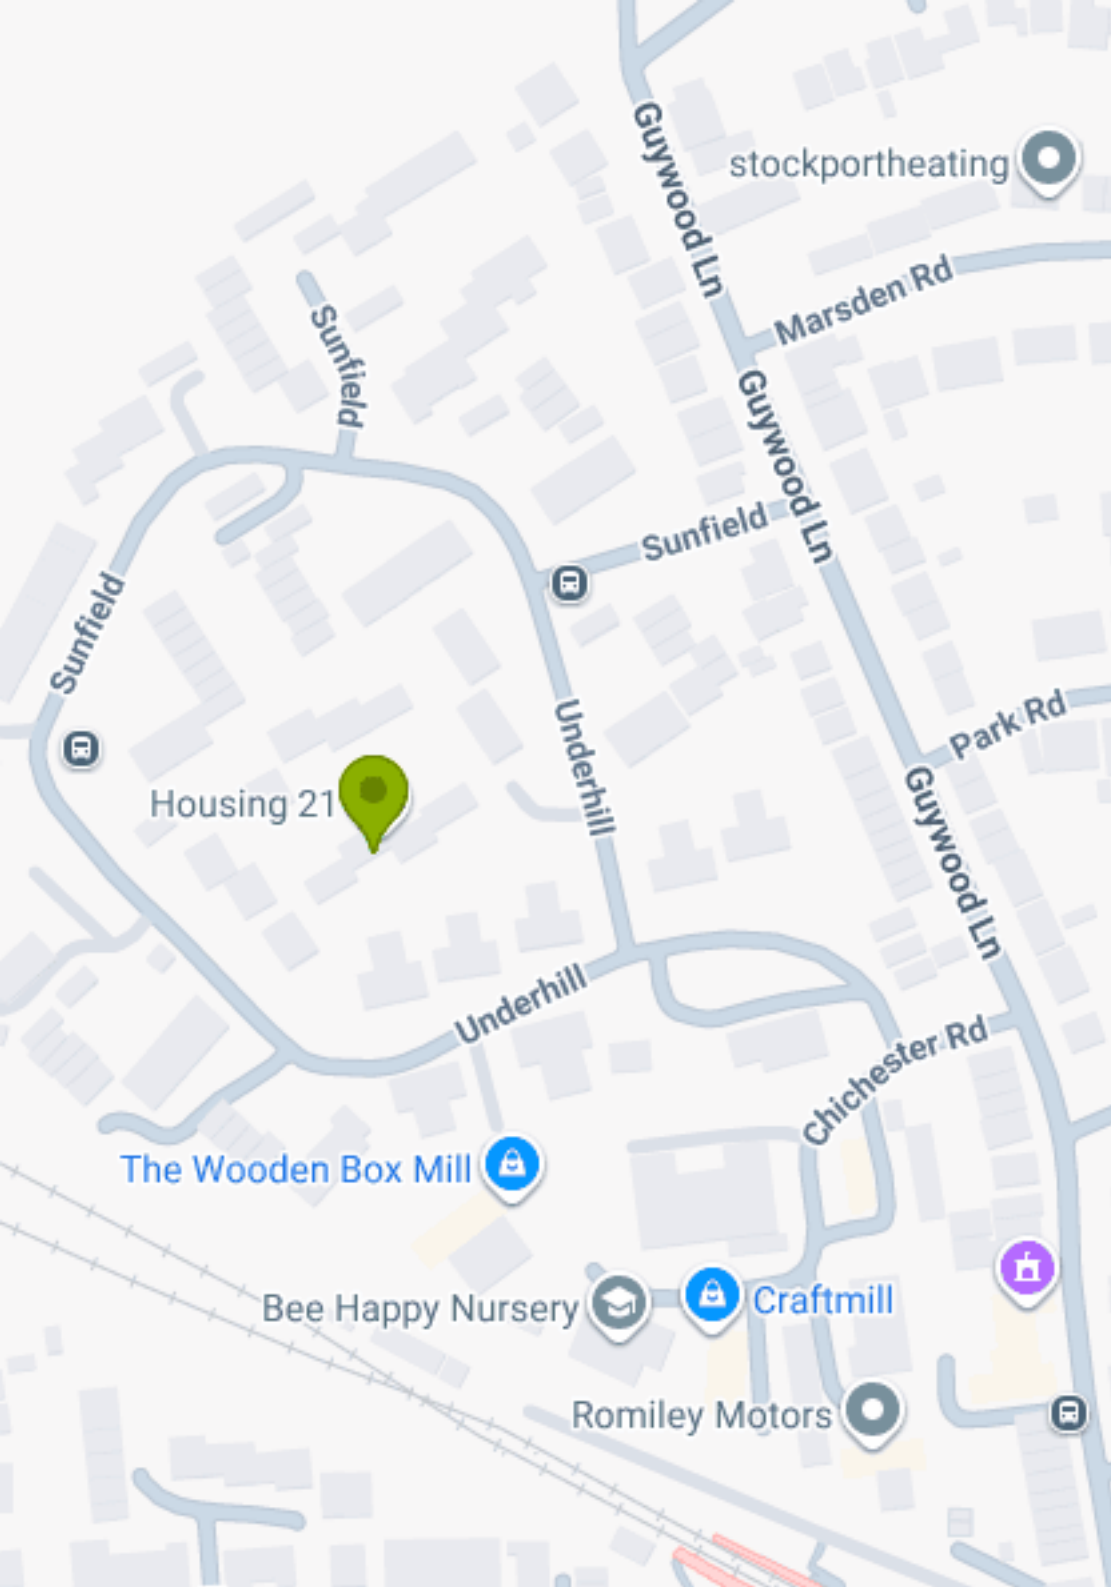 Guywood Ln
stockportheating
Marsden Rd
Sunfield
Guywood Ln
Sunfield
Sunfield
Underhill
Park Rd
Housing 21
Guywood Ln
Underhill
Chichester Rd
The Wooden Box Mill
Bee Happy Nursery
Craftmill
Romiley Motors